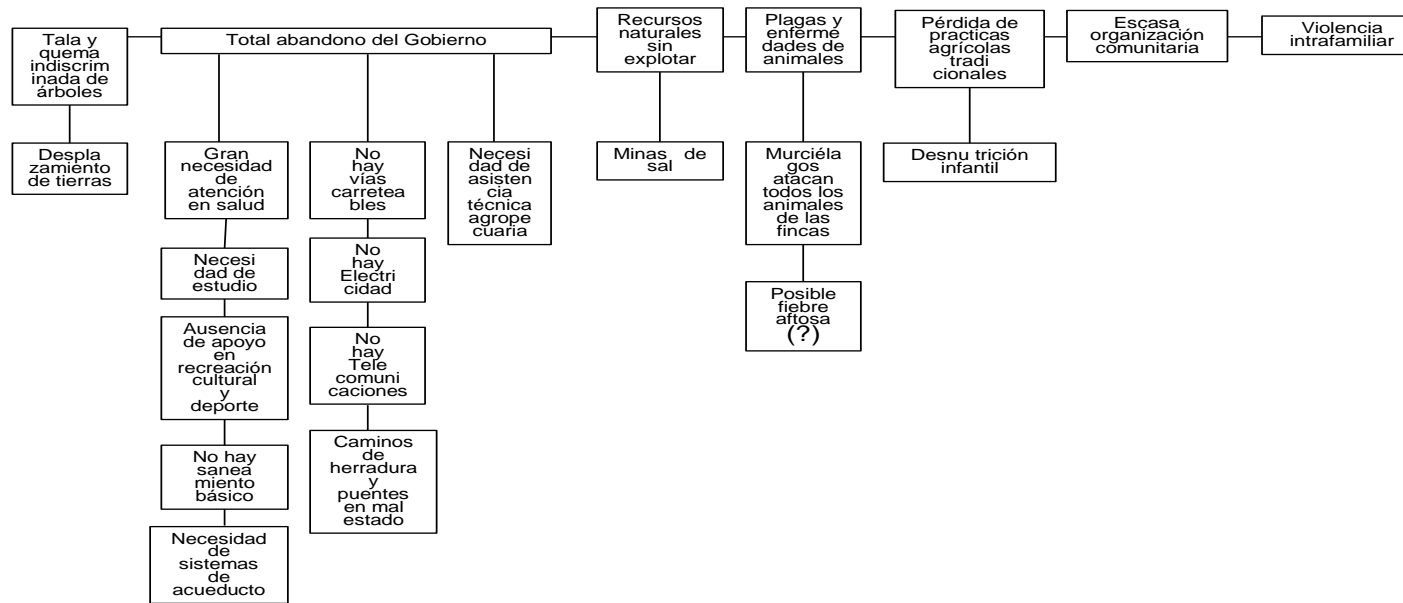 Tala y
quema
indiscrim
inada de
árboles
Total abandono del Gobierno
Recursos
naturales
sin
explotar
Plagas y
enferme
dades de
animales
Pérdida de
practicas
agrícolas
tradi
cionales
Escasa
organización
comunitaria
Violencia
intrafamiliar
Despla
zamiento
de tierras
Gran
necesidad
de
atención
en salud
No
hay
vías
carretea
bles
Necesi
dad de
asisten
cia
técnica
agrope
cuaria
Minas de
sal
Murciéla
gos
atacan
todos los
animales
de las
fincas
Desnu trición
infantil
Necesi
dad de
estudio
No
hay
Electri
cidad
Posible
fiebre
aftosa
(?)
Ausencia
de apoyo
en
recreación
cultural
y
deporte
No
hay
Tele
comuni
caciones
No hay
sanea
miento
básico
Caminos
de
herradura
y
puentes
en mal
estado
Necesidad
de
sistemas
de
acueducto